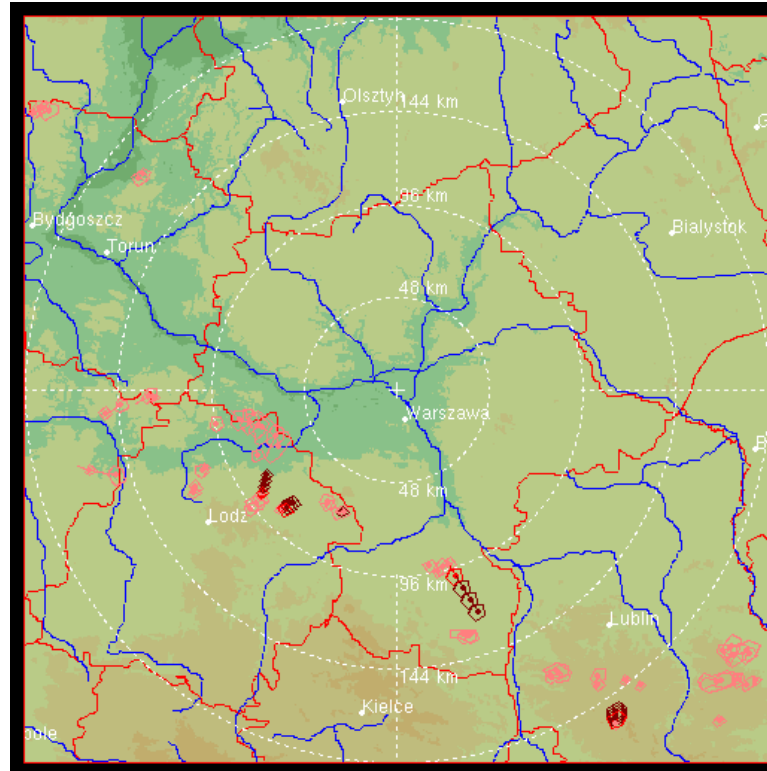 Olsztyn
144 km
G
96 km
Bydgoszcz
Bialystok
Torun
48 km
Warszawa
B
48 km
Lodz
96 km
Lublin
144 km
Kielce
pole